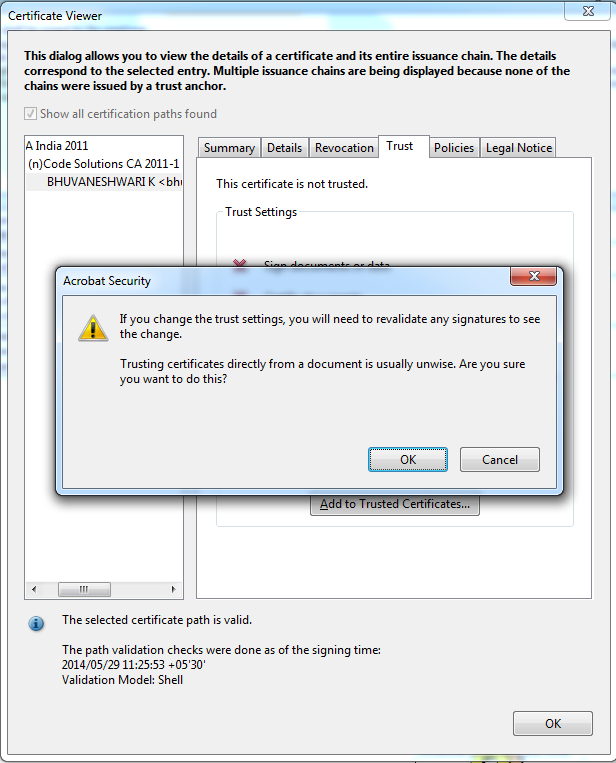 Certificate Viewer
This dialog allows you to view the details of a certificate and its entire issuance chain. The details
correspond to the selected entry. Multiple issuance chains are being displayed because none of the
chains were issued by a trust anchor.
Show all certification paths found
A India 2011
(n)Code Solutions CA 2011-1
BHUVANESHWARI K <bhu
Summary Details Revocation Trust Policies Legal Notice
This certificate is not trusted.
Trust Settings
Sign documents or data
Acrobat Security
If you change the trust settings, you will need to revalidate any signatures to see
the change.
Trusting certificates directly from a document is usually unwise. Are you sure
you want to do this?
OK Cancel
Add to Trusted Certificates...
The selected certificate path is valid.
The path validation checks were done as of the signing time:
2014/05/29 11:25:53 +05'30'
Validation Model: Shell
OK